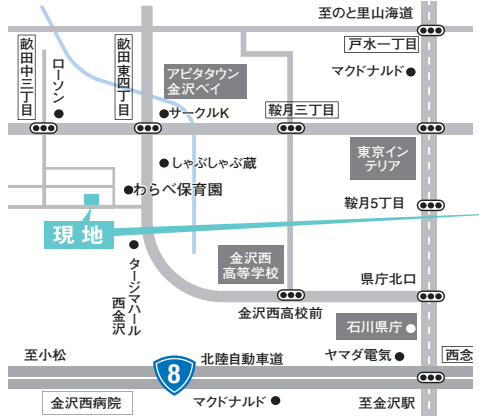 至のと里山海道
戸水一丁目
マクドナルド
畝田中三丁目
ローソン
畝田東四丁目
アピタタウン
金沢ベイ
サークルK
鞍月三丁目
東京イン
テリア
しゃぶしゃぶ蔵
わらべ保育園
鞍月5丁目
現地
タージマハール
西金沢
金沢西
高等学校
県庁北口
金沢西高校前
石川県庁
至小松
8
北陸自動車道
ヤマダ電気
西念
金沢西病院
マクドナルド
至金沢駅